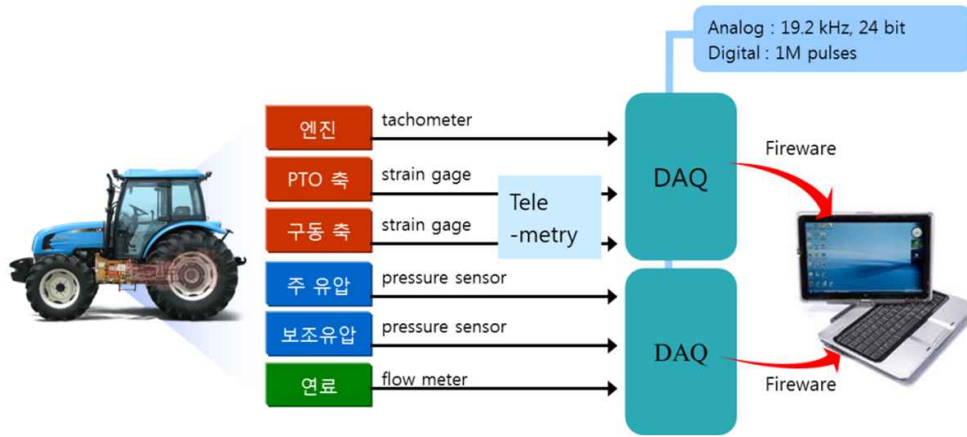 Analog : 19.2 kHz, 24 bit
Digital : 1M pulses
엔진
tachometer
PTO 축
strain gage
구동 축
strain gage
Tele
-metry
주 유압
pressure sensor
보조유압
pressure sensor
연료
flow meter
DAQ
DAQ
Fireware
Fireware